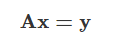 Ax = y